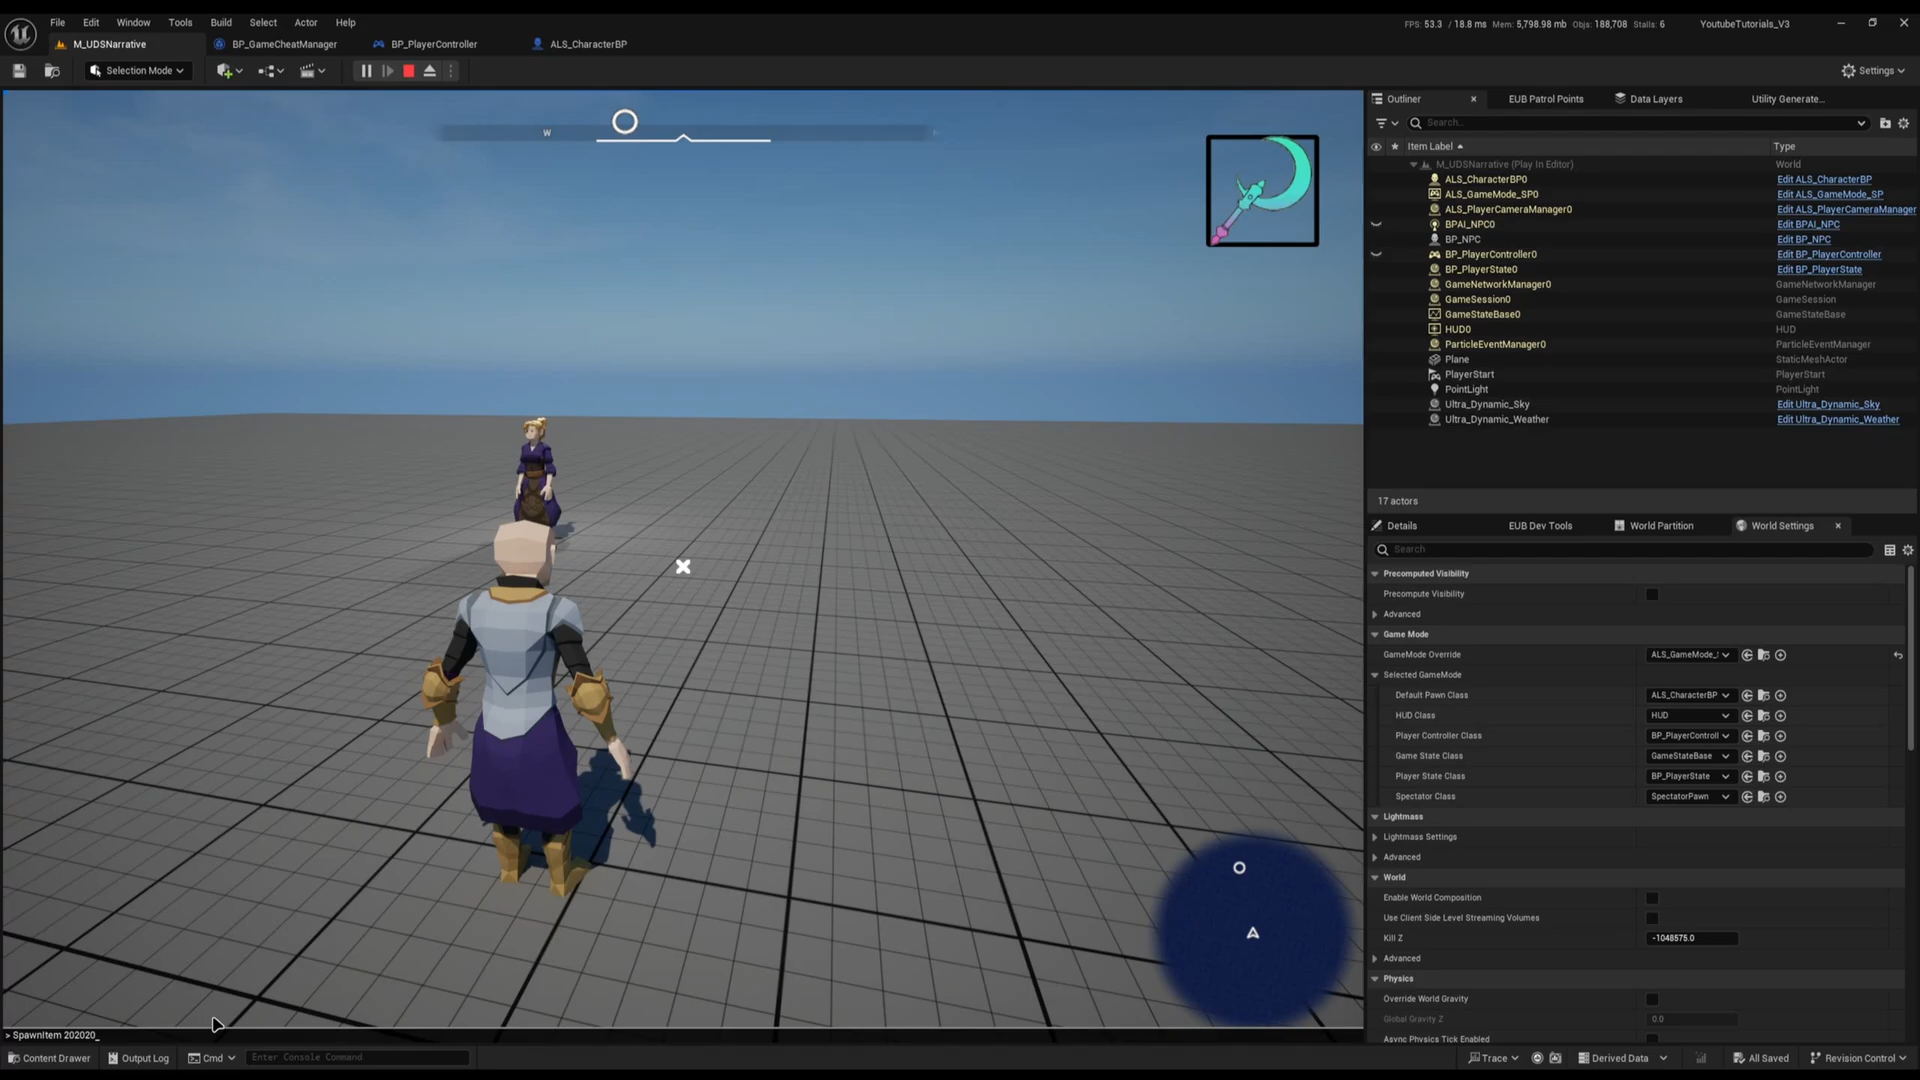 File Edit Window Tools Build Select Actor Help
FPS: 53.3 / 18.8 ms Mem: 5,798.98 mb Objs: 188,708 Stalls: 6 YoutubeTutorials_V3
M_UDSNarrative BP_GameCheatManager BP_PlayerController ALS_CharacterBP
Selection Mode Settings
W
Outliner EUB Patrol Points Data Layers Utility Generate...
Search...
Item Label Type
M_UDSNarrative (Play In Editor) World
ALS_CharacterBP0 Edit ALS_CharacterBP
ALS_GameMode_SP0 Edit ALS_GameMode_SP
ALS_PlayerCameraManager0 Edit ALS_PlayerCameraManager
BPAI_NPC0 Edit BPAI_NPC
BP_NPC Edit BP_NPC
BP_PlayerController0 Edit BP_PlayerController
BP_PlayerState0 Edit BP_PlayerState
GameNetworkManager0 GameNetworkManager
GameSession0 GameSession
GameStateBase0 GameStateBase
HUD0 HUD
ParticleEventManager0 ParticleEventManager
Plane StaticMeshActor
PlayerStart PlayerStart
PointLight PointLight
Ultra_Dynamic_Sky Edit Ultra_Dynamic_Sky
Ultra_Dynamic_Weather Edit Ultra_Dynamic_Weather
17 actors
Details EUB Dev Tools World Partition World Settings
Search
Precomputed Visibility
Precompute Visibility
Advanced
Game Mode
GameMode Override ALS_GameMode_
Selected GameMode
Default Pawn Class ALS_CharacterBP
HUD Class HUD
Player Controller Class BP_PlayerControll
Game State Class GameStateBase
Player State Class BP_PlayerState
Spectator Class SpectatorPawn
Lightmass
Lightmass Settings
Advanced
World
Enable World Composition
Use Client Side Level Streaming Volumes
Kill Z -1048575.0
Advanced
Physics
Override World Gravity
Global Gravity Z 0.0
Async Physics Tick Enabled
> SpawnItem 202020_
Content Drawer Output Log Cmd Enter Console Command Trace Derived Data All Saved Revision Control